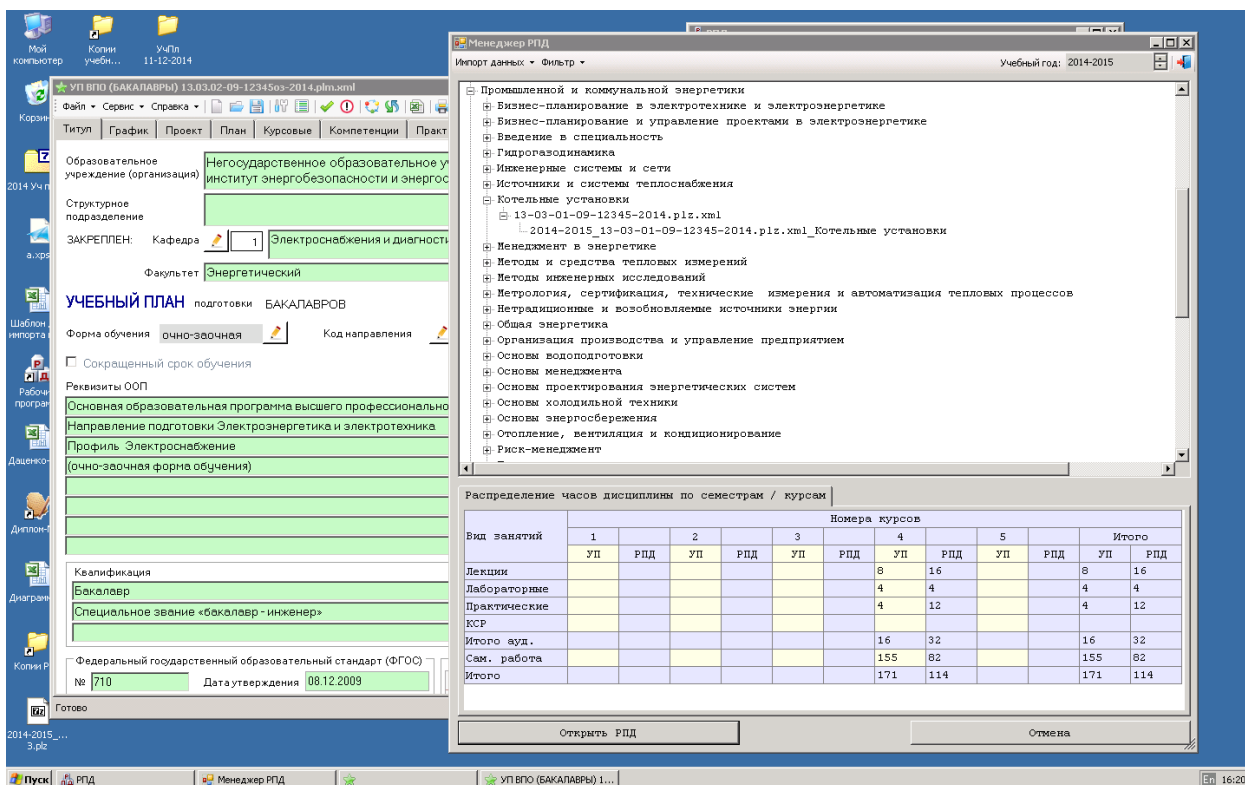 Мой компьютер
Копии учебн...
УчПл 11-12-2014
2014 Уч п
a.xps
Шаблон
импорта
Рабочи
програм
Даценко-
Диаграм
Копии Р
2014-2015_...
3.plz
УП ВПО (БАКАЛАВРЫ) 13.03.02-09-12345оз-2014.plm.xml
Файл Сервис Справка
Титул График Проект План Курсовые Компетенции Практ
Образовательное учреждение (организация)
Негосударственное образовательное у
институт энергобезопасности и энергос
Структурное подразделение
ЗАКРЕПЛЕН: Кафедра 1 Электроснабжения и диагности
Факультет Энергетический
УЧЕБНЫЙ ПЛАН подготовки БАКАЛАВРОВ
Форма обучения очно-заочная Код направления
Сокращенный срок обучения
Реквизиты ООП
Основная образовательная программа высшего профессионально
Направление подготовки Электроэнергетика и электротехника
Профиль Электроснабжение
(очно-заочная форма обучения)
Квалификация
Бакалавр
Специальное звание «бакалавр - инженер»
Федеральный государственный образовательный стандарт (ФГОС)
№ 710 Дата утверждения 08.12.2009
Готово
Менеджер РПД
Импорт данных Фильтр Учебный год: 2014-2015
Промышленной и коммунальной энергетики
Бизнес-планирование в электротехнике и электроэнергетике
Бизнес-планирование и управление проектами в электроэнергетике
Введение в специальность
Гидрогазодинамика
Инженерные системы и сети
Источники и системы теплоснабжения
Котельные установки
13-03-01-09-12345-2014.plz.xml
2014-2015_13-03-01-09-12345-2014.plz.xml_Котельные установки
Менеджмент в энергетике
Методы и средства тепловых измерений
Методы инженерных исследований
Метрология, сертификация, технические измерения и автоматизация тепловых процессов
Нетрадиционные и возобновляемые источники энергии
Общая энергетика
Организация производства и управление предприятием
Основы водоподготовки
Основы менеджмента
Основы проектирования энергетических систем
Основы холодильной техники
Основы энергосбережения
Отопление, вентиляция и кондиционирование
Риск-менеджмент
Распределение часов дисциплины по семестрам / курсам
Номера курсов
Вид занятий 1 2 3 4 5 Итого
УП РПД УП РПД УП РПД УП РПД УП РПД УП РПД
Лекции 8 16 8 16
Лабораторные 4 4 4 4
Практические 4 12 4 12
КСР
Итого ауд. 16 32 16 32
Сам. работа 155 82 155 82
Итого 171 114 171 114
Открыть РПД Отмена
Пуск РПД Менеджер РПД УП ВПО (БАКАЛАВРЫ) 1... En 16:20